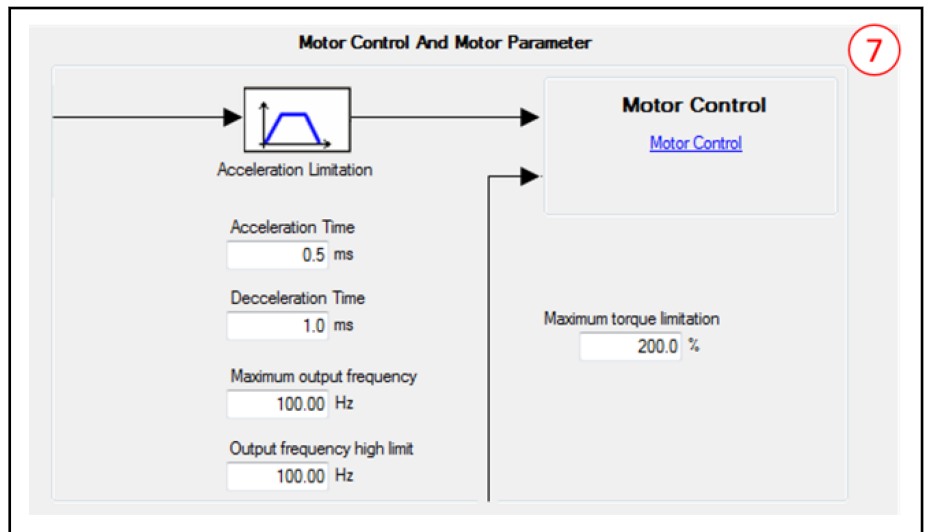 Motor Control And Motor Parameter
7
Motor Control
Motor Control
Acceleration Limitation
Acceleration Time
0.5 ms
Decceleration Time
1.0 ms
Maximum output frequency
100.00 Hz
Output frequency high limit
100.00 Hz
Maximum torque limitation
200.0 %